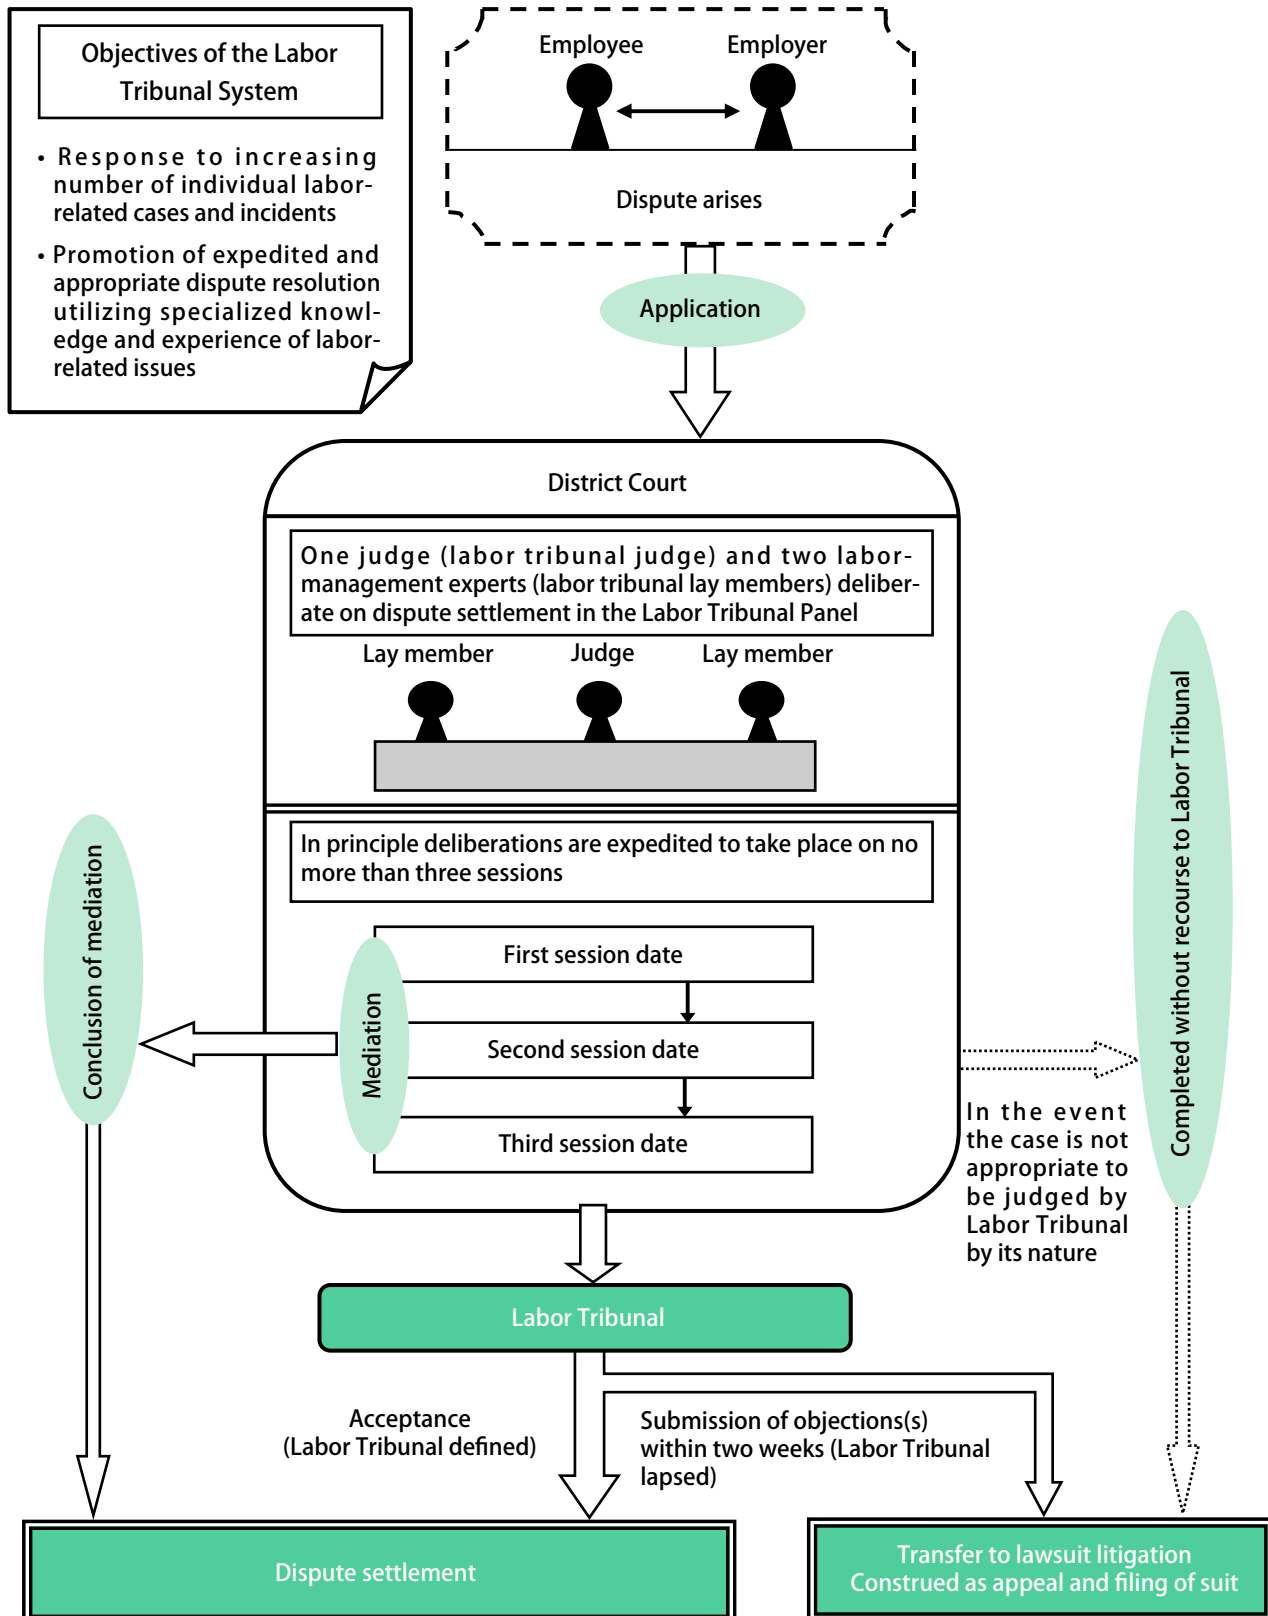 Objectives of the Labor
Tribunal System
• Response to increasing
number of individual labor-
related cases and incidents
• Promotion of expedited and
appropriate dispute resolution
utilizing specialized knowl-
edge and experience of labor-
related issues
Employee
Employer
Dispute arises
Application
District Court
One judge (labor tribunal judge) and two labor-
management experts (labor tribunal lay members) deliber-
ate on dispute settlement in the Labor Tribunal Panel
Lay member
Judge
Lay member
In principle deliberations are expedited to take place on no
more than three sessions
First session date
Second session date
Third session date
Mediation
Conclusion of mediation
Completed without recourse to Labor Tribunal
In the event
the case is not
appropriate to
be judged by
Labor Tribunal
by its nature
Labor Tribunal
Acceptance
(Labor Tribunal defined)
Submission of objections(s)
within two weeks (Labor Tribunal
lapsed)
Dispute settlement
Transfer to lawsuit litigation
Construed as appeal and filing of suit